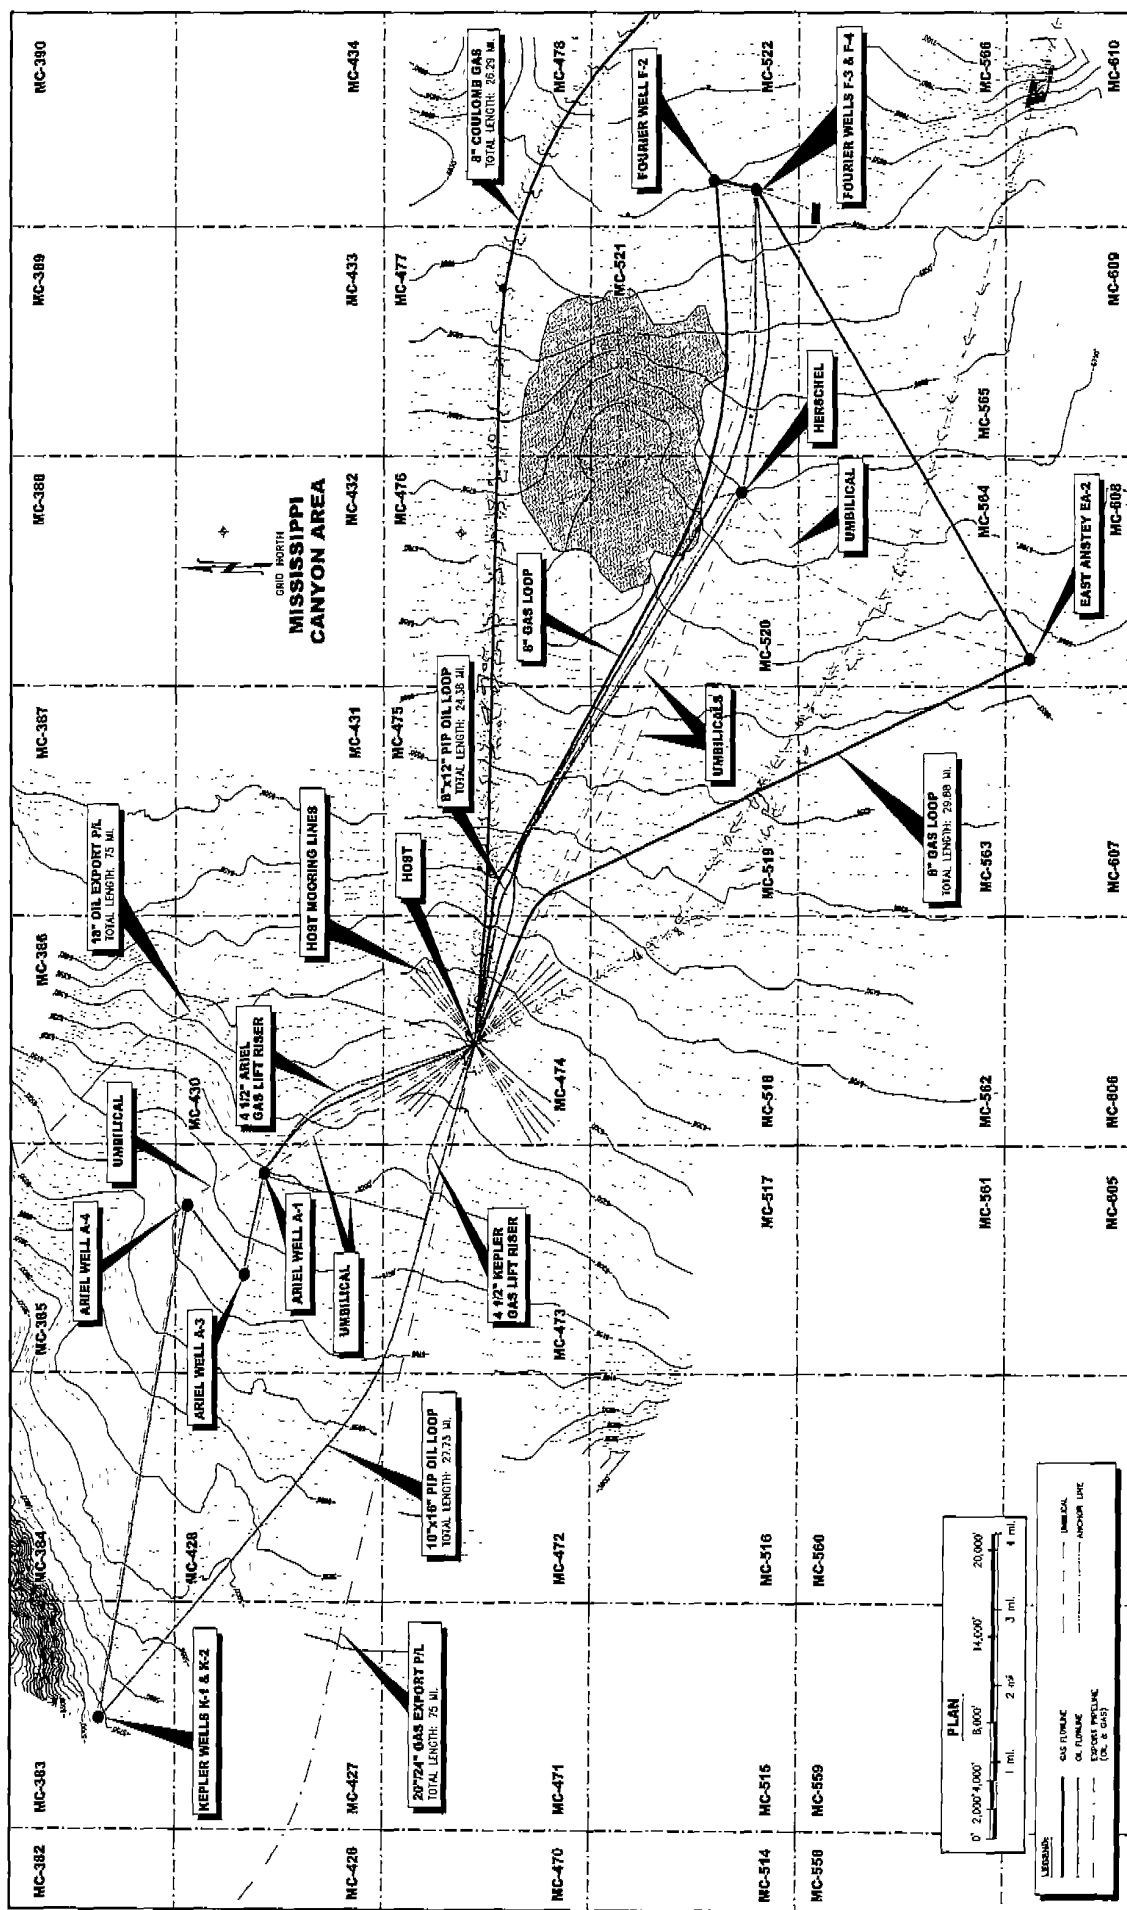 MC-382
MC-383
MC-384
MC-385
MC-386
MC-387
MC-388
MC-389
MC-390
18" OIL EXPORT P/L
TOTAL LENGTH: 75 MI.
ARIEL WELL A-4
UMBILICAL
KEPLER WELLS K-1 & K-2
MC-428
ARIEL WELL A-3
MC-430
4 1/2" ARIEL
GAS LIFT RISER
GRID NORTH
MISSISSIPPI
CANYON AREA
ARIEL WELL A-1
HOST MOORING LINES
UMBILICAL
MC-426
MC-427
MC-431
MC-432
MC-433
MC-434
20"/24" GAS EXPORT P/L
TOTAL LENGTH: 75 MI.
10"x16" PIP OIL LOOP
TOTAL LENGTH: 27.73 MI.
HOST
MC-475
MC-476
MC-477
8"x12" PIP OIL LOOP
TOTAL LENGTH: 24.38 MI.
8" COULOMB GAS
TOTAL LENGTH: 26.29 MI.
4 1/2" KEPLER
GAS LIFT RISER
8" GAS LOOP
MC-470
MC-471
MC-472
MC-473
MC-474
MC-478
MC-521
FOURIER WELL F-2
UMBILICALS
MC-514
MC-515
MC-516
MC-517
MC-518
MC-519
MC-520
MC-522
HERSCHEL
MC-558
MC-559
MC-560
UMBILICAL
FOURIER WELLS F-3 & F-4
8" GAS LOOP
TOTAL LENGTH: 29.68 MI.
MC-561
MC-562
MC-563
MC-564
MC-565
MC-566
EAST ANSTEY EA-2
MC-605
MC-606
MC-607
MC-608
MC-609
MC-610
PLAN
0' 2,000' 4,000' 8,000' 14,000' 20,000'
1 mi. 2 mi 3 mi. 4 mi.
LEGEND:
GAS FLOWLINE
OIL FLOWLINE
EXPORT PIPELINE
(OIL & GAS)
UMBILICAL
ANCHOR LINE